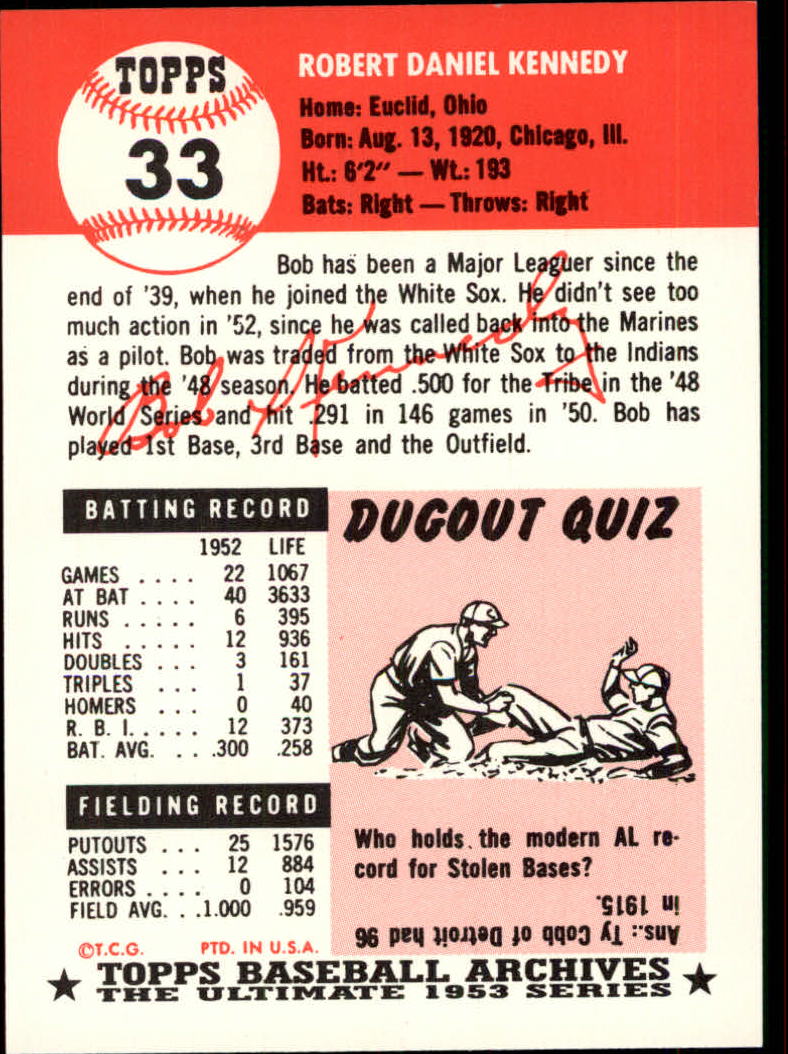 TOPPS
33
ROBERT DANIEL KENNEDY
Home: Euclid, Ohio
Born: Aug. 13, 1920, Chicago, Ill.
Ht.: 6'2" — Wt.: 193
Bats: Right — Throws: Right
Bob has been a Major Leaguer since the
end of '39, when he joined the White Sox. He didn't see too
much action in '52, since he was called back into the Marines
as a pilot. Bob was traded from the White Sox to the Indians
during the '48 season. He batted .500 for the Tribe in the '48
World Series and hit .291 in 146 games in '50. Bob has
played 1st Base, 3rd Base and the Outfield.
Bob Kennedy
BATTING RECORD
1952 LIFE
GAMES . . . . 22 1067
AT BAT . . . . 40 3633
RUNS . . . . . 6 395
HITS . . . . . 12 936
DOUBLES . . . 3 161
TRIPLES . . . 1 37
HOMERS . . . 0 40
R. B. I. . . . . . 12 373
BAT. AVG. . . .300 .258
FIELDING RECORD
PUTOUTS . . . 25 1576
ASSISTS . . . 12 884
ERRORS . . . . 0 104
FIELD AVG. . .1.000 .959
DUGOUT QUIZ
Who holds the modern AL re-
cord for Stolen Bases?
Ans.: Ty Cobb of Detroit had 96
in 1915.
©T.C.G. PTD. IN U.S.A.
★ TOPPS BASEBALL ARCHIVES ★
THE ULTIMATE 1953 SERIES